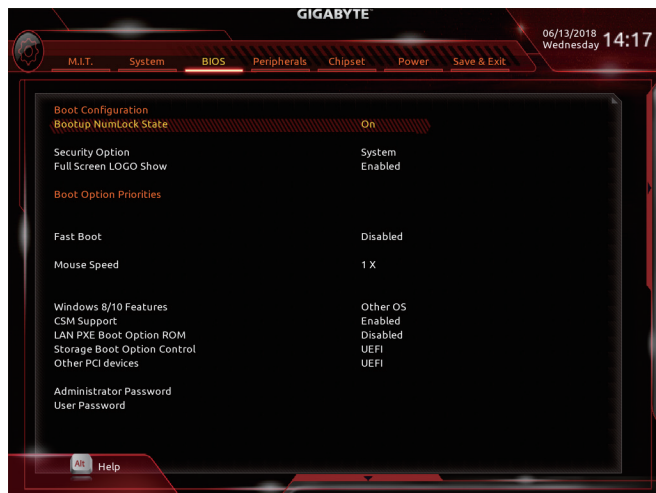 GIGABYTE™
06/13/2018
Wednesday
14:17
M.I.T. System BIOS Peripherals Chipset Power Save & Exit
Boot Configuration
Bootup NumLock State On
Security Option System
Full Screen LOGO Show Enabled
Boot Option Priorities
Fast Boot Disabled
Mouse Speed 1 X
Windows 8/10 Features Other OS
CSM Support Enabled
LAN PXE Boot Option ROM Disabled
Storage Boot Option Control UEFI
Other PCI devices UEFI
Administrator Password
User Password
Alt Help